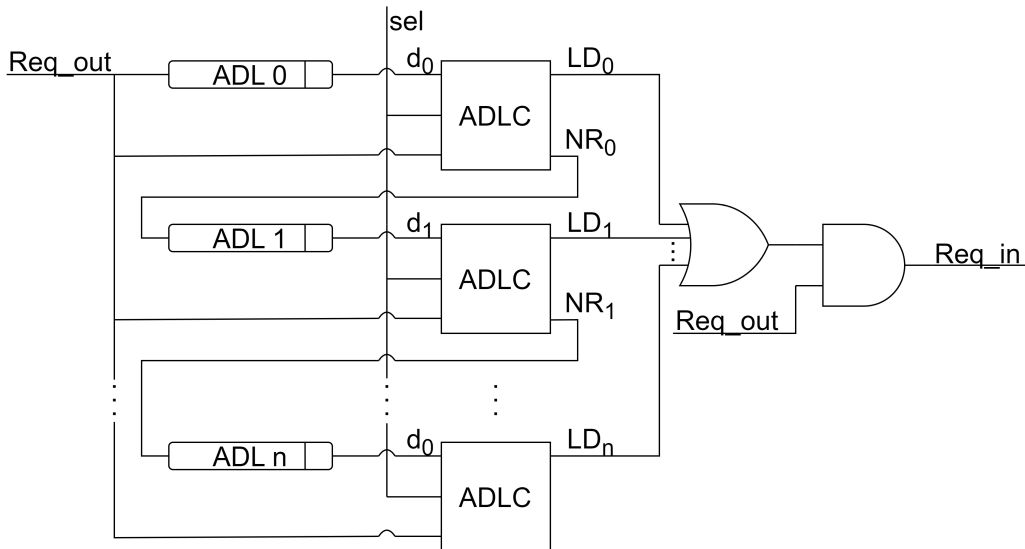 sel
Req_out
ADL 0
d0
LD0
ADLC
NR0
ADL 1
d1
LD1
ADLC
NR1
Req_in
Req_out
ADL n
d0
LDn
ADLC